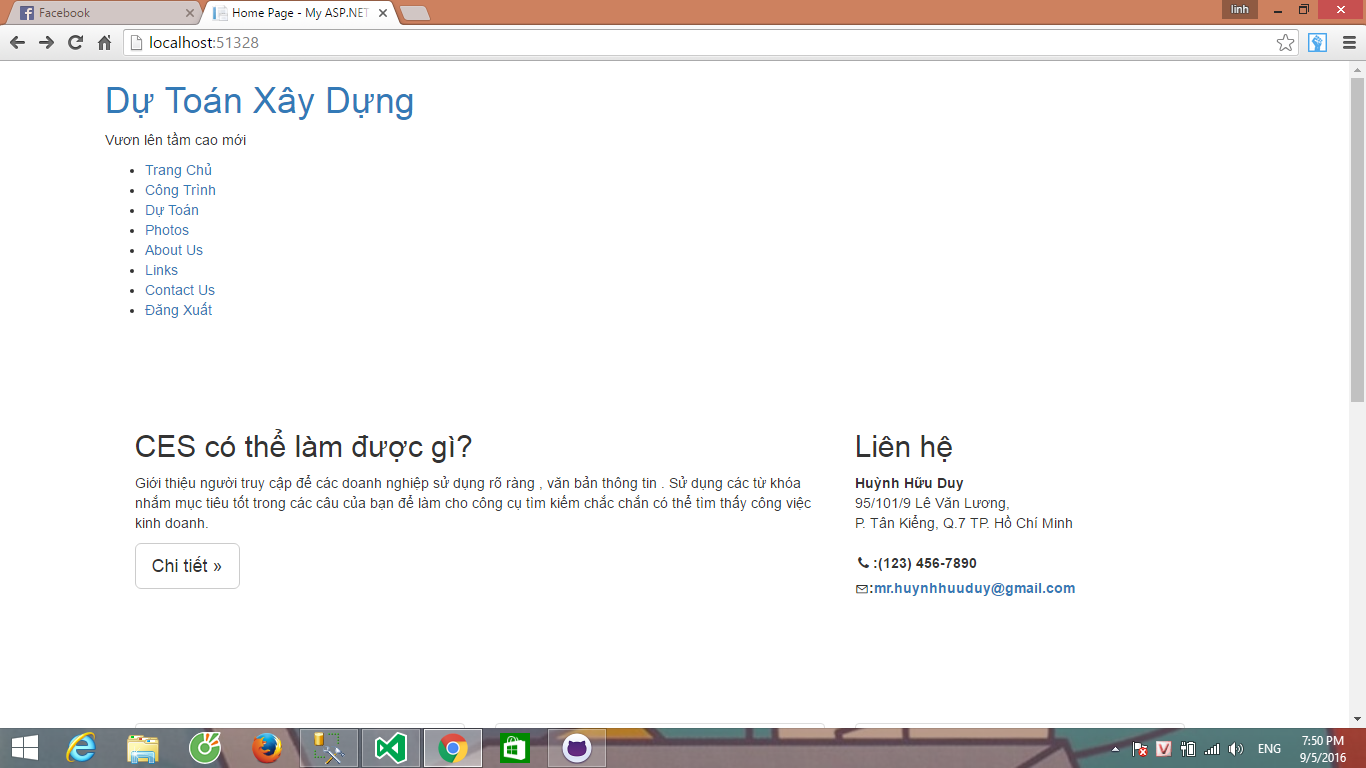 Facebook
Home Page - My ASP.NET
linh
localhost:51328
Dự Toán Xây Dựng
Vươn lên tầm cao mới
Trang Chủ
Công Trình
Dự Toán
Photos
About Us
Links
Contact Us
Đăng Xuất
CES có thể làm được gì?
Giới thiệu người truy cập để các doanh nghiệp sử dụng rõ ràng , văn bản thông tin . Sử dụng các từ khóa
nhắm mục tiêu tốt trong các câu của bạn để làm cho công cụ tìm kiếm chắc chắn có thể tìm thấy công việc
kinh doanh.
Chi tiết »
Liên hệ
Huỳnh Hữu Duy
95/101/9 Lê Văn Lương,
P. Tân Kiểng, Q.7 TP. Hồ Chí Minh
:(123) 456-7890
:mr.huynhhuuduy@gmail.com
ENG
7:50 PM
9/5/2016